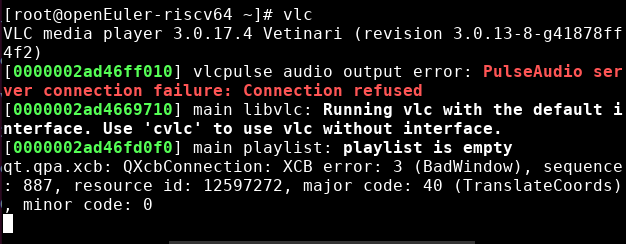 [root@openEuler-riscv64 ~]# vlc
VLC media player 3.0.17.4 Vetinari (revision 3.0.13-8-g41878ff
4f2)
[0000002ad46ff010] vlcpulse audio output error: PulseAudio ser
ver connection failure: Connection refused
[0000002ad4669710] main libvlc: Running vlc with the default i
nterface. Use 'cvlc' to use vlc without interface.
[0000002ad46fd0f0] main playlist: playlist is empty
qt.qpa.xcb: QXcbConnection: XCB error: 3 (BadWindow), sequence
: 887, resource id: 12597272, major code: 40 (TranslateCoords)
, minor code: 0